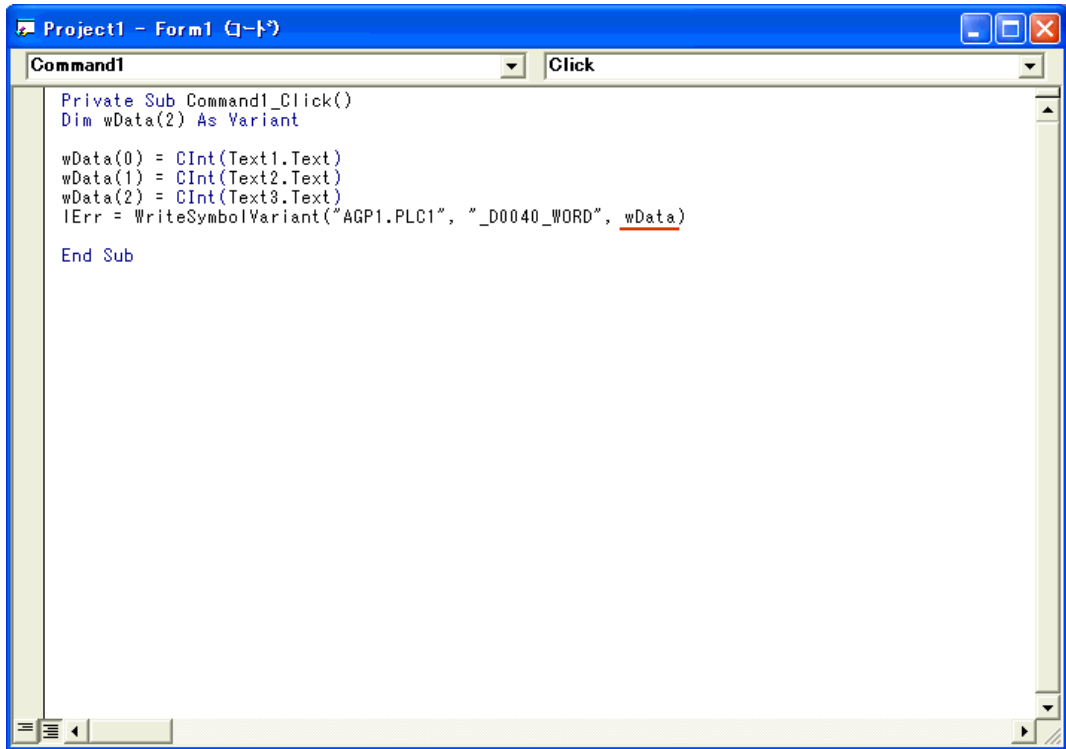 Project1 - Form1 (コード)
Command1
Click
Private Sub Command1_Click()
Dim wData(2) As Variant
wData(0) = CInt(Text1.Text)
wData(1) = CInt(Text2.Text)
wData(2) = CInt(Text3.Text)
lErr = WriteSymbolVariant("AGP1.PLC1", "_D0040_WORD", wData)
End Sub